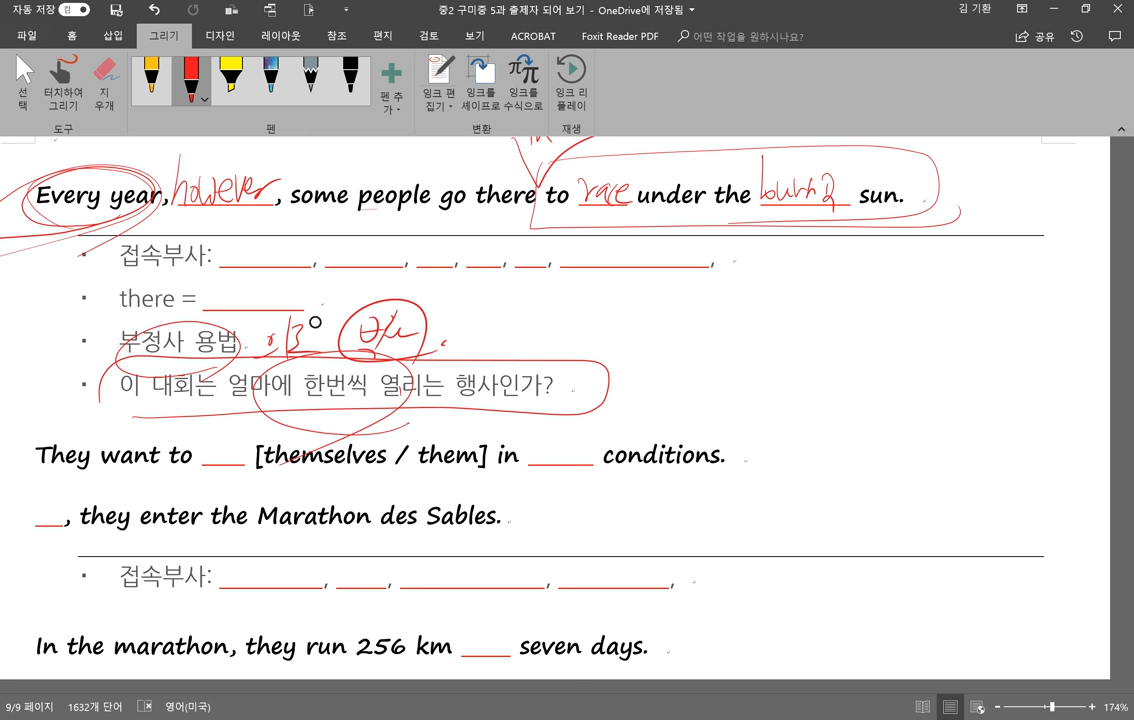 자동 저장 컴 중2 구미중 5과 출제자 되어 보기 - OneDrive에 저장됨 김 기환
파일 홈 삽입 그리기 디자인 레이아웃 참조 편지 검토 보기 ACROBAT Foxit Reader PDF 어떤 작업을 원하시나요? 공유
선택 터치하여 그리기 지우개 펜 추가 잉크 편집기 잉크를 셰이프로 잉크를 수식으로 잉크 리플레이
도구 펜 변환 재생
Every year, however, some people go there to race under the sun.
접속부사: , , , , , ,
there =
부정사 용법
이 대회는 얼마에 한번씩 열리는 행사인가?
They want to [themselves / them] in conditions.
, they enter the Marathon des Sables.
접속부사: , , , ,
In the marathon, they run 256 km seven days.
9/9 페이지 1632개 단어 영어(미국) 174%